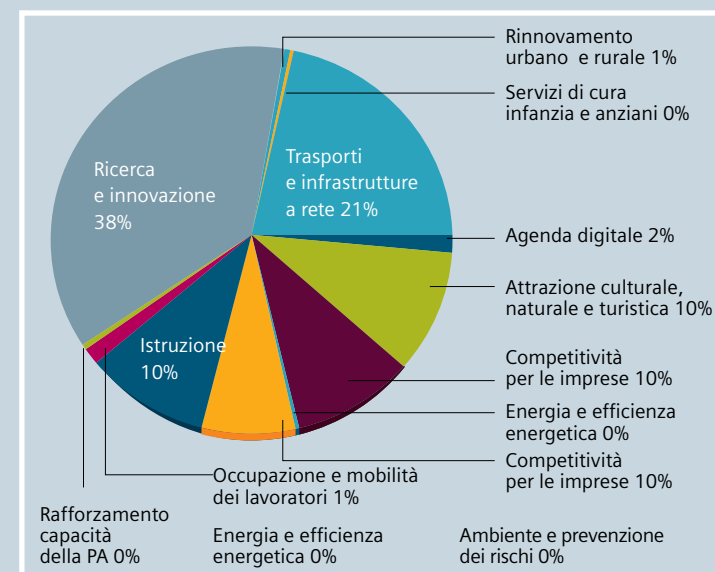 Rinnovamento
urbano e rurale 1%
Servizi di cura
infanzia e anziani 0%
Trasporti
e infrastrutture
a rete 21%
Ricerca
e innovazione
38%
Agenda digitale 2%
Attrazione culturale,
naturale e turistica 10%
Istruzione
10%
Competitività
per le imprese 10%
Energia e efficienza
energetica 0%
Competitività
per le imprese 10%
Occupazione e mobilità
dei lavoratori 1%
Rafforzamento
capacità
della PA 0%
Energia e efficienza
energetica 0%
Ambiente e prevenzione
dei rischi 0%